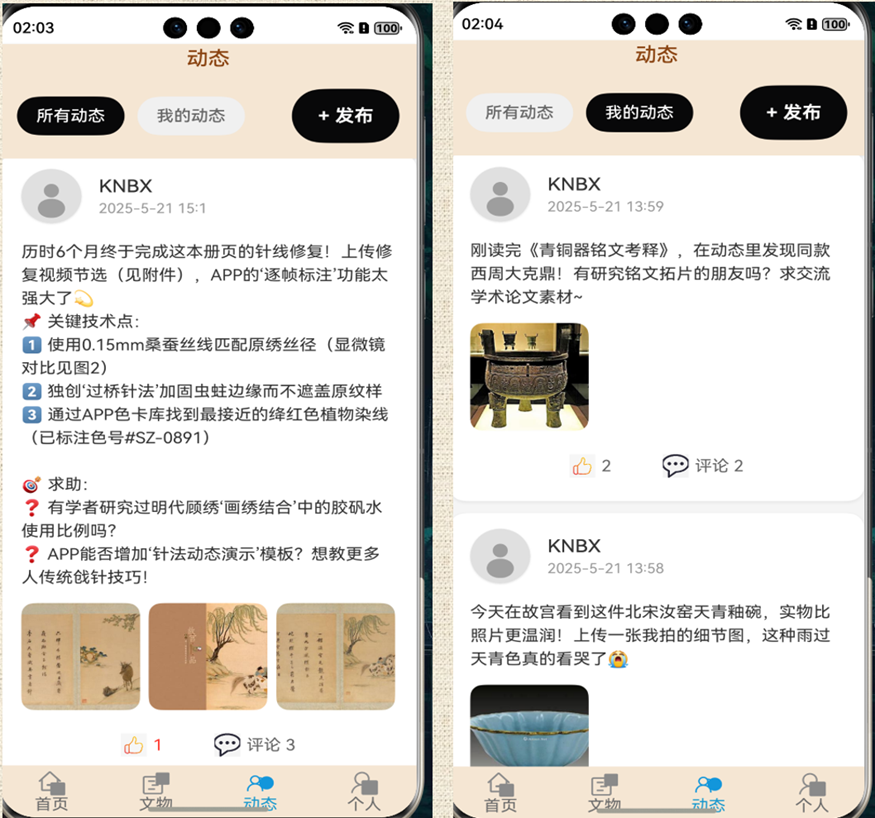 02:03
100
动态
所有动态
我的动态
+ 发布
KNBX
2025-5-21 15:1
历时6个月终于完成这本册页的针线修复！上传修
复视频节选（见附件），APP的‘逐帧标注’功能太
强大了💫
📌 关键技术点：
1️⃣ 使用0.15mm桑蚕丝线匹配原绣丝径（显微镜
对比见图2）
2️⃣ 独创‘过桥针法’加固虫蛀边缘而不遮盖原纹样
3️⃣ 通过APP色卡库找到最接近的绛红色植物染线
（已标注色号#SZ-0891）
🎯 求助：
❓ 有学者研究过明代顾绣‘画绣结合’中的胶矾水
使用比例吗？
❓ APP能否增加‘针法动态演示’模板？想教更多
人传统戗针技巧！
1
评论 3
首页
文物
动态
个人
02:04
100
动态
所有动态
我的动态
+ 发布
KNBX
2025-5-21 13:59
刚读完《青铜器铭文考释》，在动态里发现同款
西周大克鼎！有研究铭文拓片的朋友吗？求交流
学术论文素材~
2
评论 2
KNBX
2025-5-21 13:58
今天在故宫看到这件北宋汝窑天青釉碗，实物比
照片更温润！上传一张我拍的细节图，这种雨过
天青色真的看哭了😭
首页
文物
动态
个人